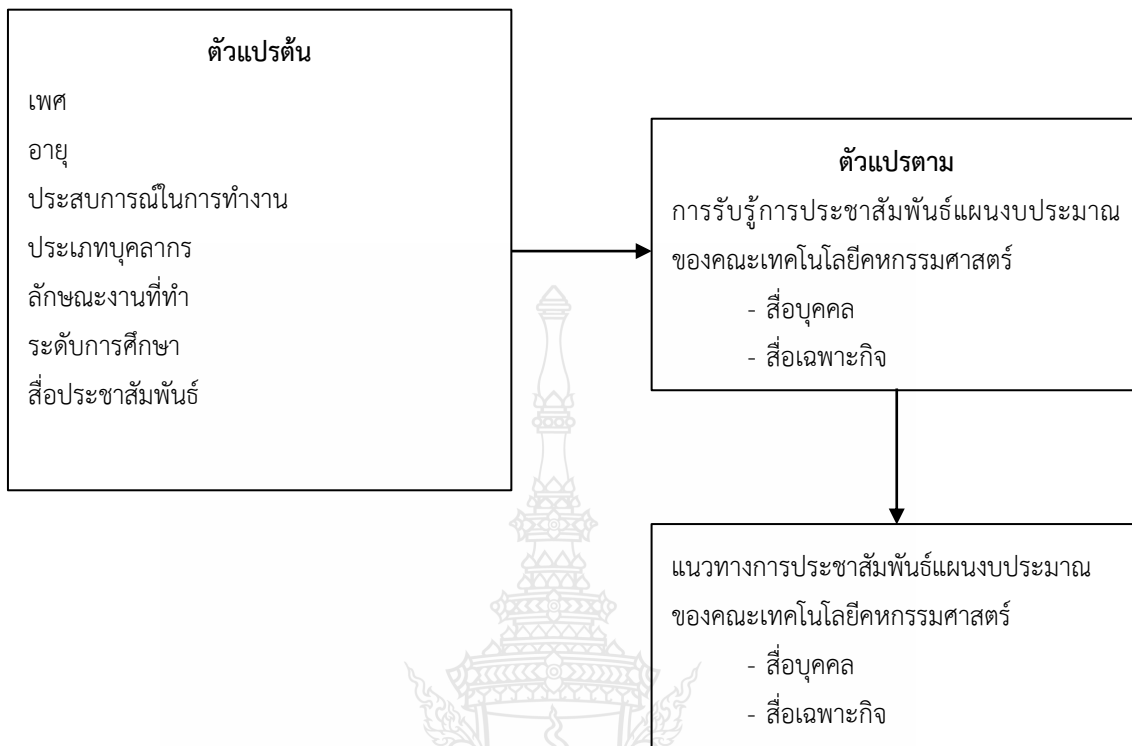 ตัวแปรต้น
เพศ
อายุ
ประสบการณ์ในการทำงาน
ประเภทบุคลากร
ลักษณะงานที่ทำ
ระดับการศึกษา
สื่อประชาสัมพันธ์
ตัวแปรตาม
การรับรู้การประชาสัมพันธ์แผนงบประมาณ
ของคณะเทคโนโลยีคหกรรมศาสตร์
- สื่อบุคคล
- สื่อเฉพาะกิจ
แนวทางการประชาสัมพันธ์แผนงบประมาณ
ของคณะเทคโนโลยีคหกรรมศาสตร์
- สื่อบุคคล
- สื่อเฉพาะกิจ